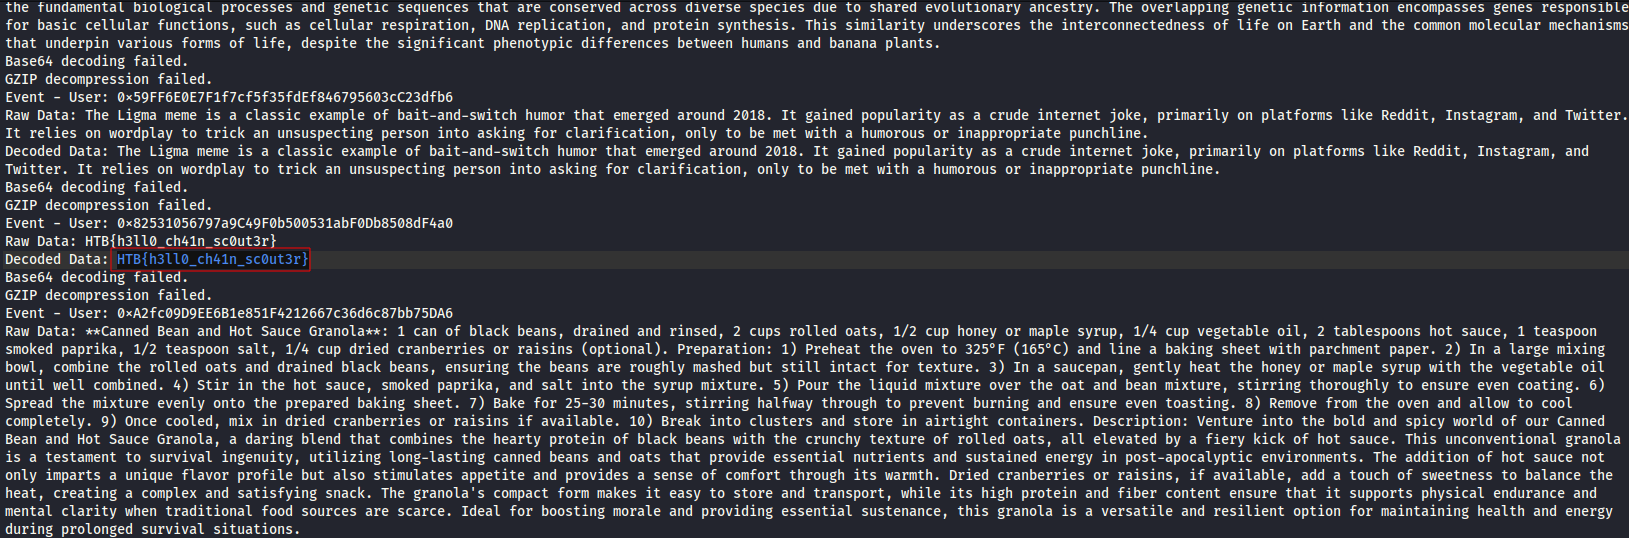 the fundamental biological processes and genetic sequences that are conserved across diverse species due to shared evolutionary ancestry. The overlapping genetic information encompasses genes responsible
for basic cellular functions, such as cellular respiration, DNA replication, and protein synthesis. This similarity underscores the interconnectedness of life on Earth and the common molecular mechanisms
that underpin various forms of life, despite the significant phenotypic differences between humans and banana plants.
Base64 decoding failed.
GZIP decompression failed.
Event - User: 0×59FF6E0E7F1f7cf5f35fdEf846795603cC23dfb6
Raw Data: The Ligma meme is a classic example of bait-and-switch humor that emerged around 2018. It gained popularity as a crude internet joke, primarily on platforms like Reddit, Instagram, and Twitter.
It relies on wordplay to trick an unsuspecting person into asking for clarification, only to be met with a humorous or inappropriate punchline.
Decoded Data: The Ligma meme is a classic example of bait-and-switch humor that emerged around 2018. It gained popularity as a crude internet joke, primarily on platforms like Reddit, Instagram, and
Twitter. It relies on wordplay to trick an unsuspecting person into asking for clarification, only to be met with a humorous or inappropriate punchline.
Base64 decoding failed.
GZIP decompression failed.
Event - User: 0×82531056797a9C49F0b500531abF0Db8508dF4a0
Raw Data: HTB{h3ll0_ch41n_sc0ut3r}
Decoded Data: HTB{h3ll0_ch41n_sc0ut3r}
Base64 decoding failed.
GZIP decompression failed.
Event - User: 0×A2fc09D9EE6B1e851F4212667c36d6c87bb75DA6
Raw Data: **Canned Bean and Hot Sauce Granola**: 1 can of black beans, drained and rinsed, 2 cups rolled oats, 1/2 cup honey or maple syrup, 1/4 cup vegetable oil, 2 tablespoons hot sauce, 1 teaspoon
smoked paprika, 1/2 teaspoon salt, 1/4 cup dried cranberries or raisins (optional). Preparation: 1) Preheat the oven to 325°F (165°C) and line a baking sheet with parchment paper. 2) In a large mixing
bowl, combine the rolled oats and drained black beans, ensuring the beans are roughly mashed but still intact for texture. 3) In a saucepan, gently heat the honey or maple syrup with the vegetable oil
until well combined. 4) Stir in the hot sauce, smoked paprika, and salt into the syrup mixture. 5) Pour the liquid mixture over the oat and bean mixture, stirring thoroughly to ensure even coating. 6)
Spread the mixture evenly onto the prepared baking sheet. 7) Bake for 25-30 minutes, stirring halfway through to prevent burning and ensure even toasting. 8) Remove from the oven and allow to cool
completely. 9) Once cooled, mix in dried cranberries or raisins if available. 10) Break into clusters and store in airtight containers. Description: Venture into the bold and spicy world of our Canned
Bean and Hot Sauce Granola, a daring blend that combines the hearty protein of black beans with the crunchy texture of rolled oats, all elevated by a fiery kick of hot sauce. This unconventional granola
is a testament to survival ingenuity, utilizing long-lasting canned beans and oats that provide essential nutrients and sustained energy in post-apocalyptic environments. The addition of hot sauce not
only imparts a unique flavor profile but also stimulates appetite and provides a sense of comfort through its warmth. Dried cranberries or raisins, if available, add a touch of sweetness to balance the
heat, creating a complex and satisfying snack. The granola's compact form makes it easy to store and transport, while its high protein and fiber content ensure that it supports physical endurance and
mental clarity when traditional food sources are scarce. Ideal for boosting morale and providing essential sustenance, this granola is a versatile and resilient option for maintaining health and energy
during prolonged survival situations.